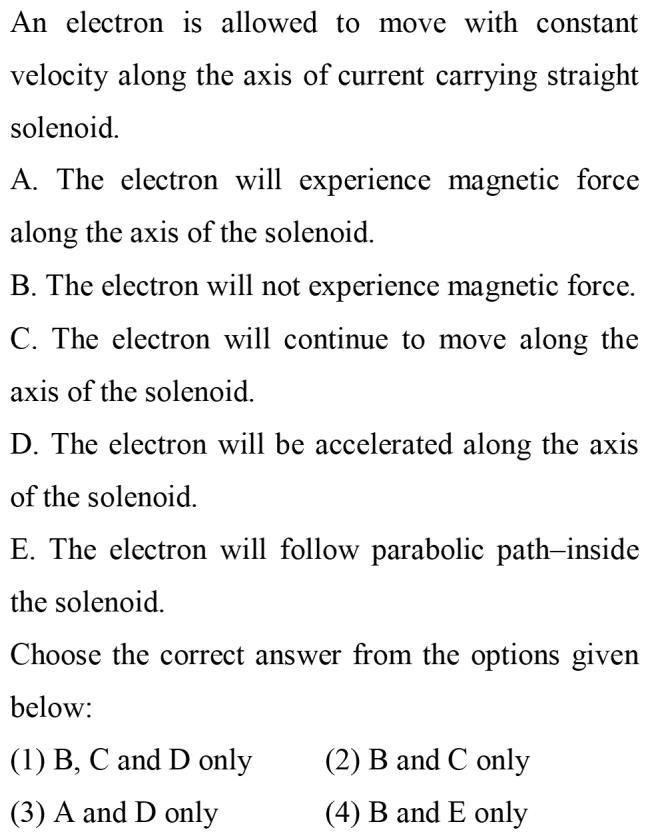 An electron is allowed to move with constant
velocity along the axis of current carrying straight
solenoid.
A. The electron will experience magnetic force
along the axis of the solenoid.
B. The electron will not experience magnetic force.
C. The electron will continue to move along the
axis of the solenoid.
D. The electron will be accelerated along the axis
of the solenoid.
E. The electron will follow parabolic path–inside
the solenoid.
Choose the correct answer from the options given
below:
(1) B, C and D only (2) B and C only
(3) A and D only (4) B and E only